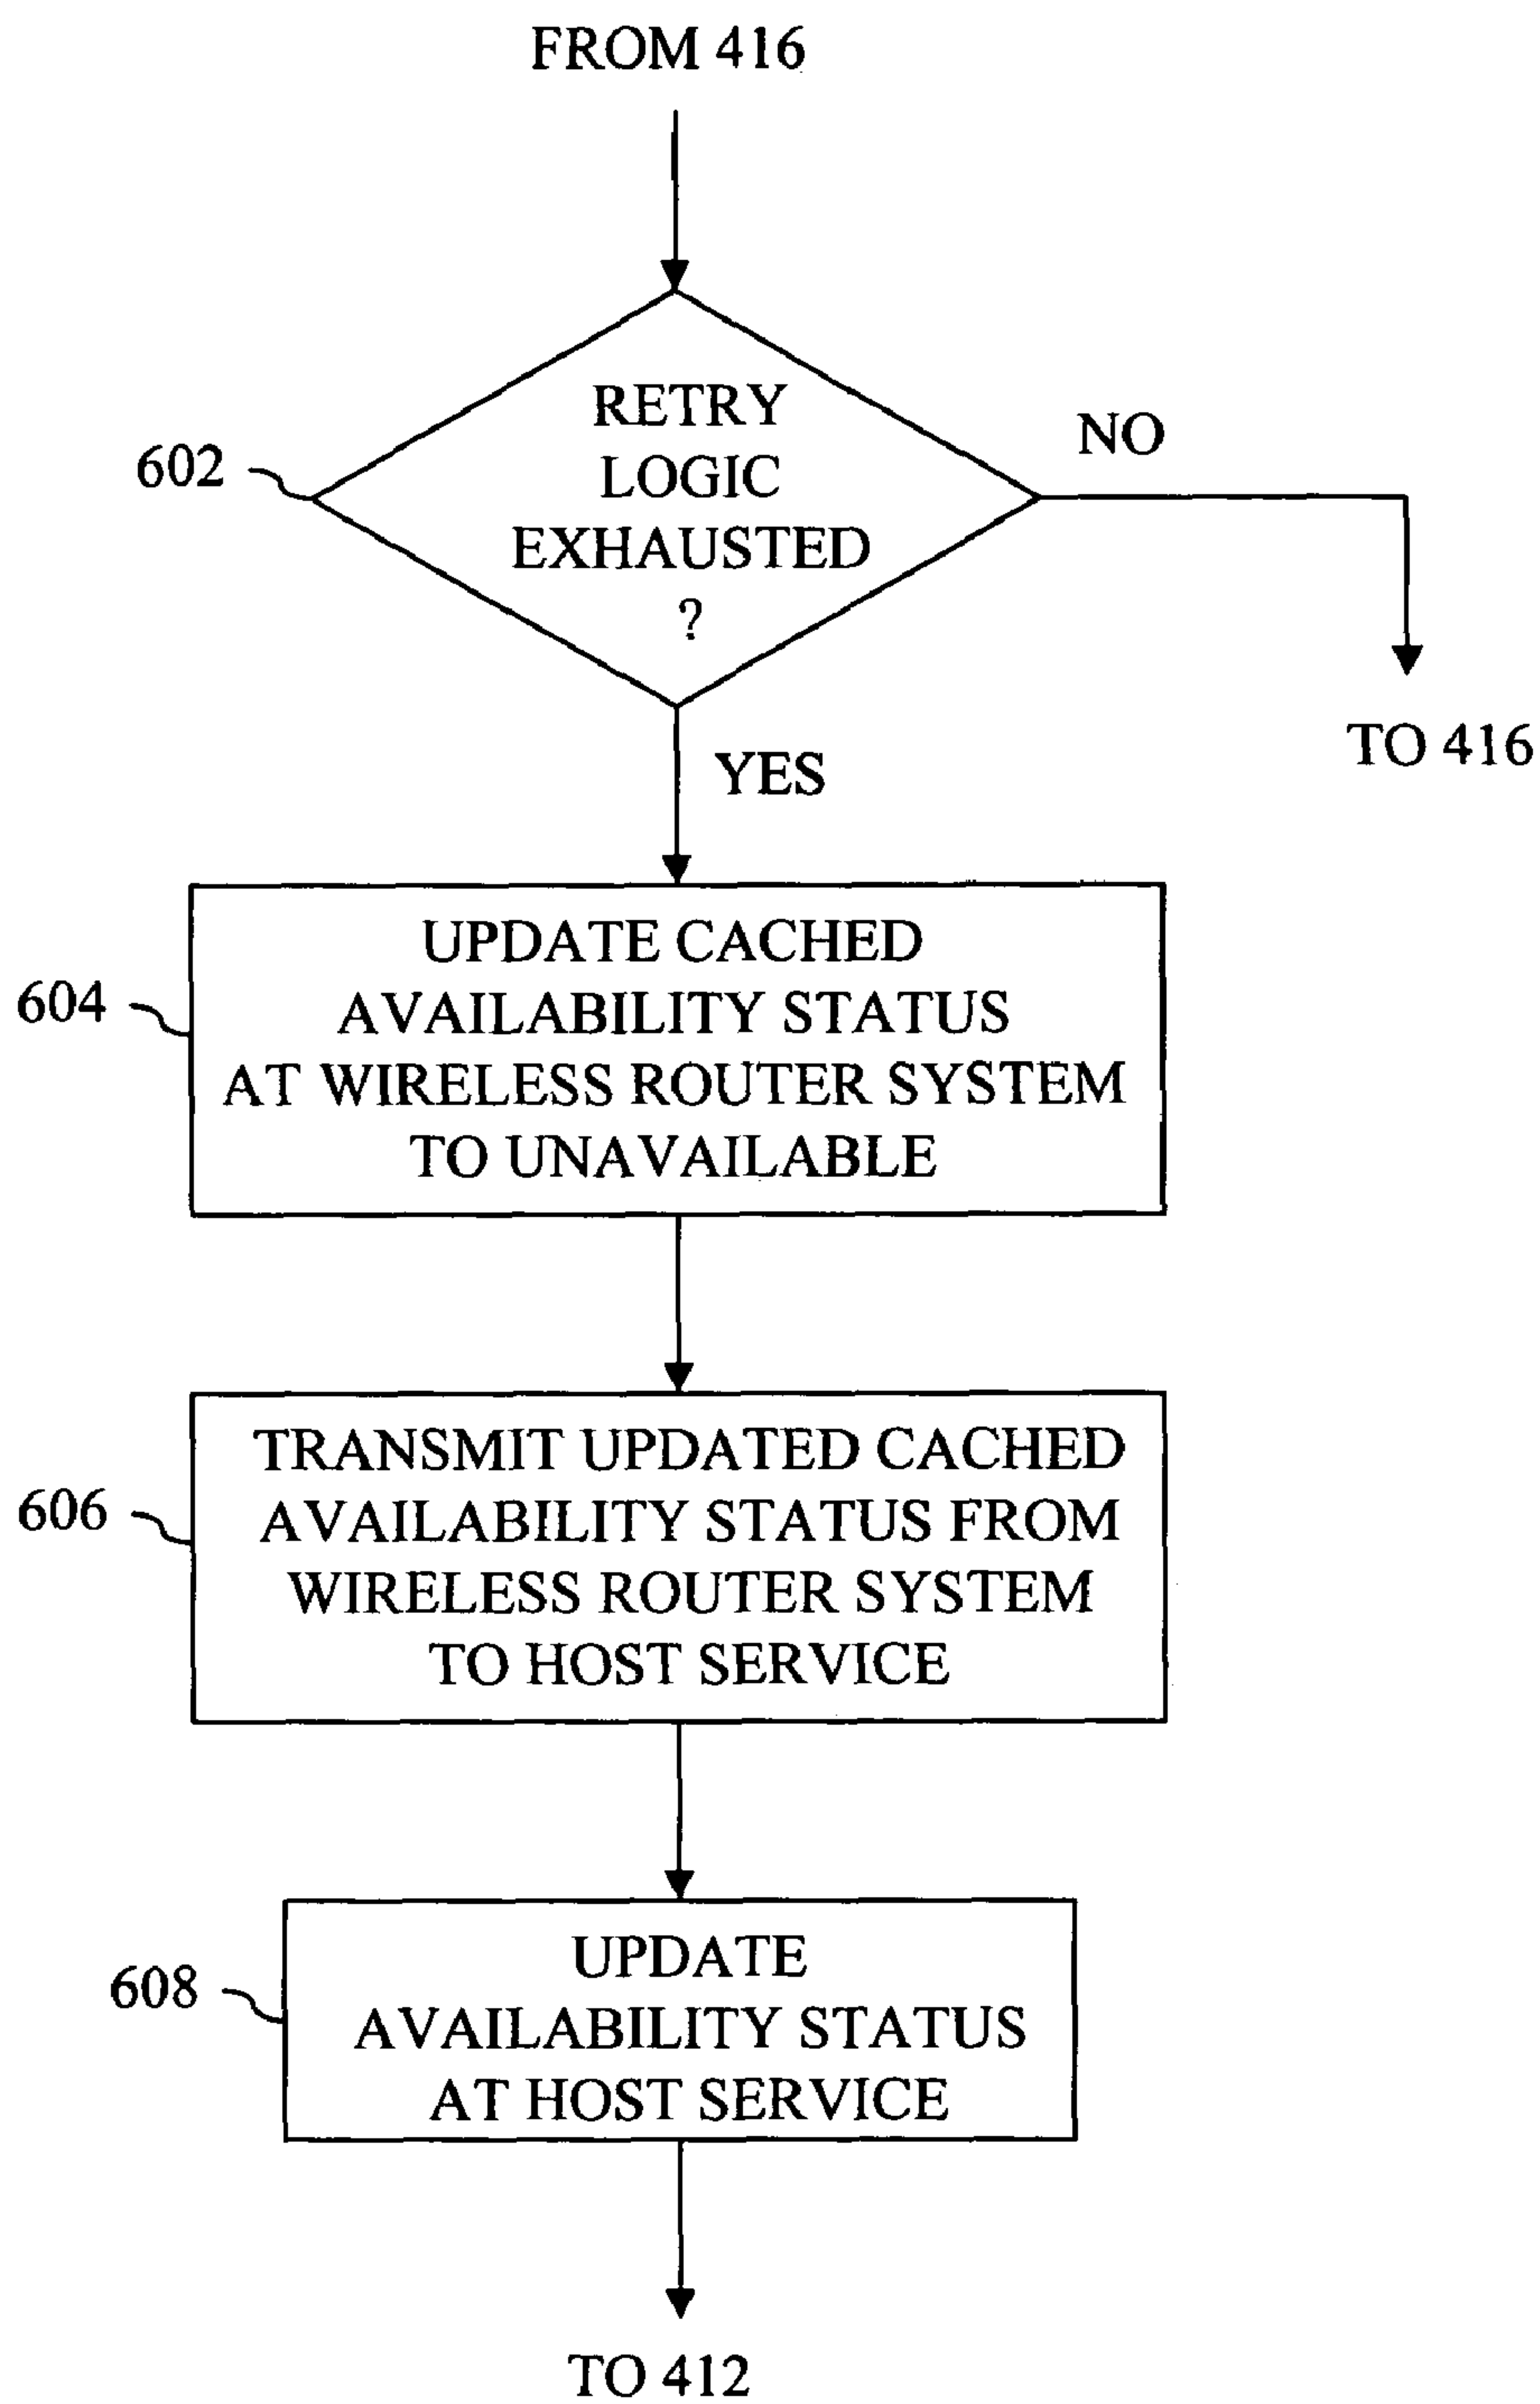 FROM 416
RETRY
LOGIC
EXHAUSTED
?
602
NO
TO 416
YES
UPDATE CACHED
AVAILABILITY STATUS
AT WIRELESS ROUTER SYSTEM
TO UNAVAILABLE
604
TRANSMIT UPDATED CACHED
AVAILABILITY STATUS FROM
WIRELESS ROUTER SYSTEM
TO HOST SERVICE
606
UPDATE
AVAILABILITY STATUS
AT HOST SERVICE
608
TO 412